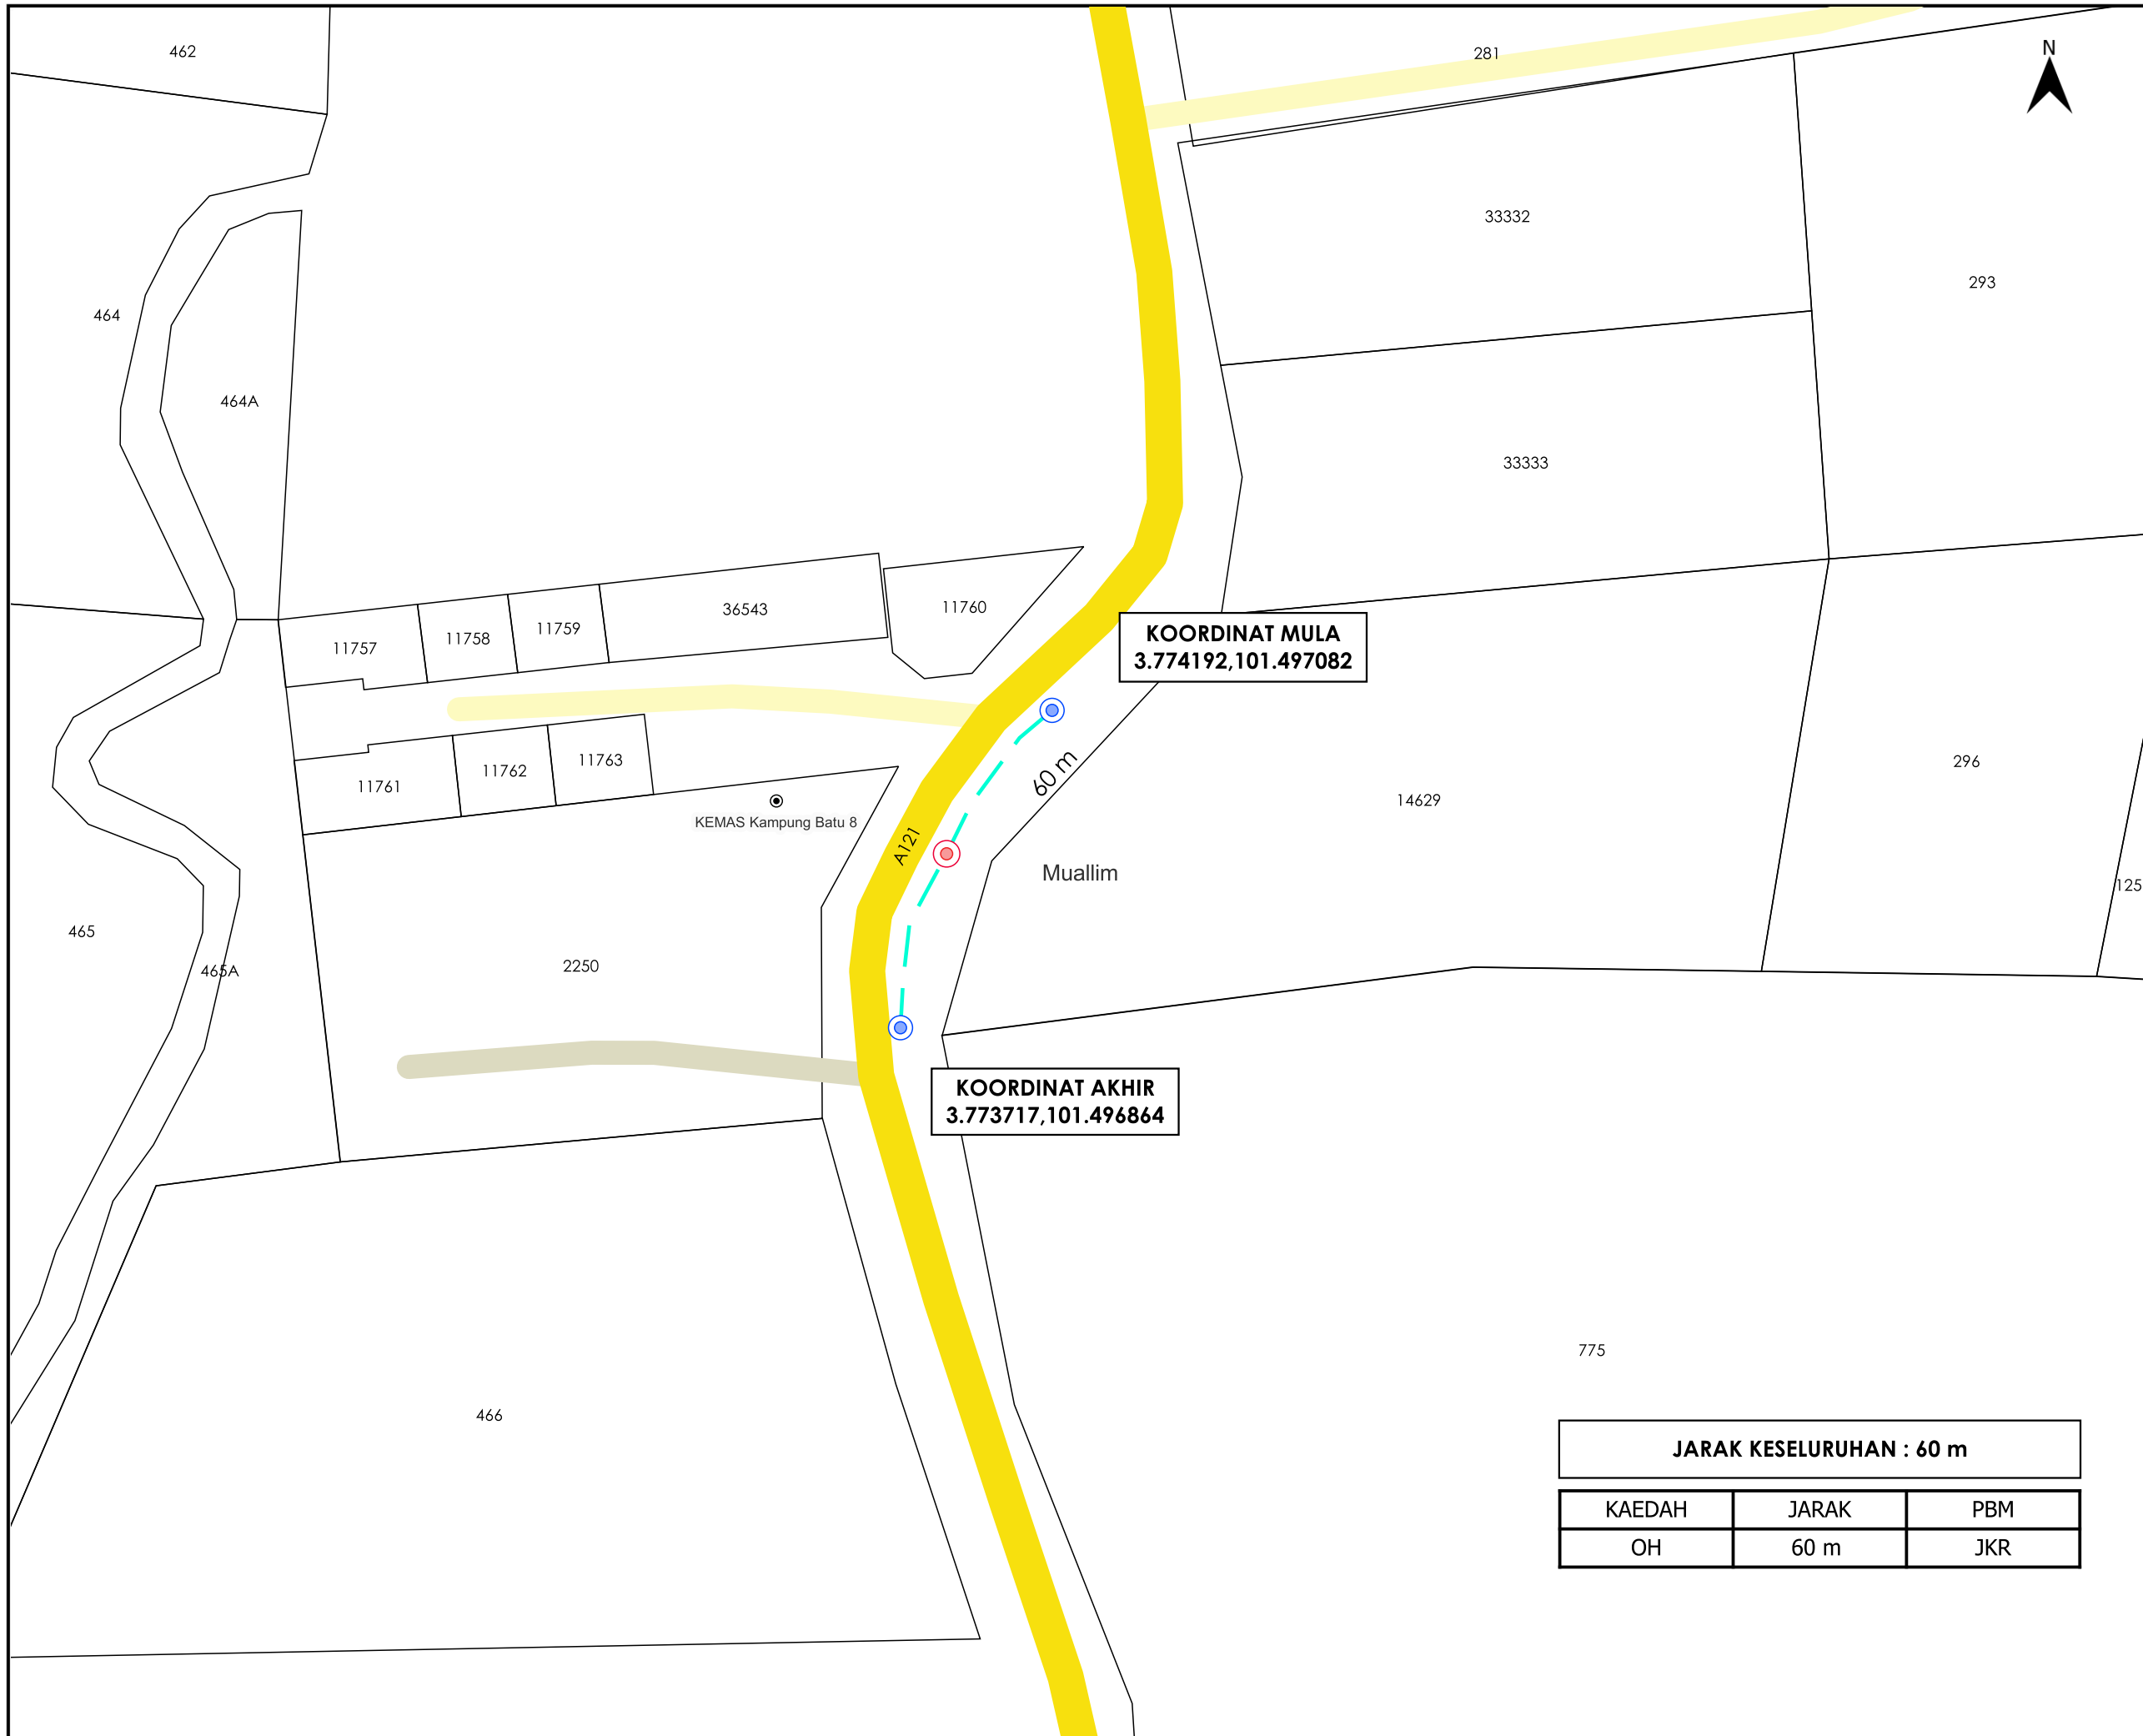 462
281
N
33332
293
464
464A
33333
36543
11760
11759
11758
11757
KOORDINAT MULA
3.774192,101.497082
60 m
11763
11762
11761
296
14629
KEMAS Kampung Batu 8
A121
Muallim
125
465
2250
465A
KOORDINAT AKHIR
3.773717,101.496864
775
466
JARAK KESELURUHAN : 60 m
KAEDAH JARAK PBM
OH 60 m JKR